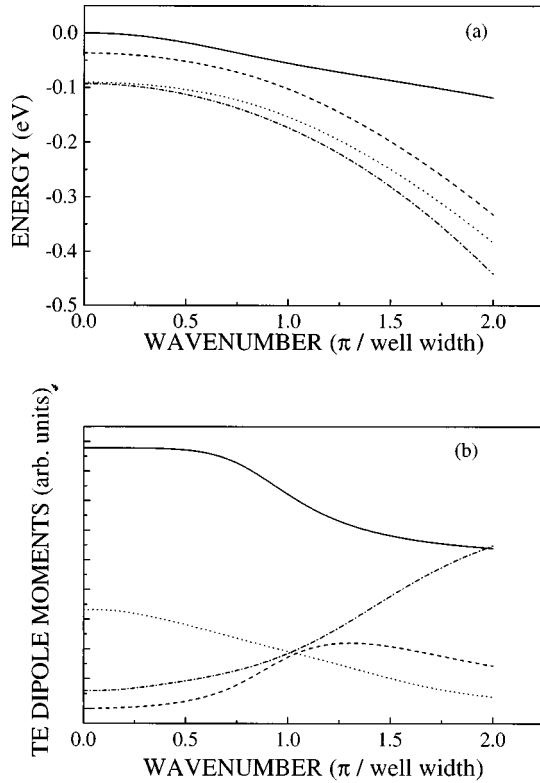 (a)
0.0
-0.1
-0.2
-0.3
-0.4
-0.5
ENERGY (eV)
0.0 0.5 1.0 1.5 2.0
WAVENUMBER (π / well width)
(b)
TE DIPOLE MOMENTS (arb. units)
0.0 0.5 1.0 1.5 2.0
WAVENUMBER (π / well width)